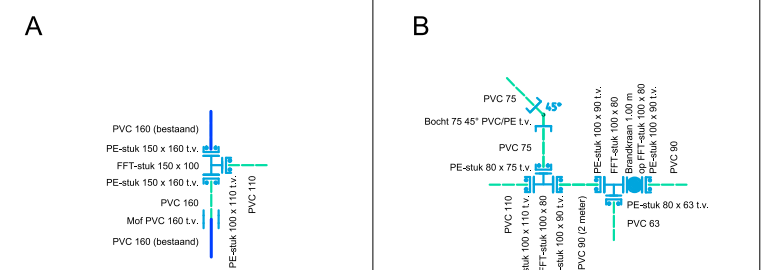 A
PVC 160 (bestaand)
PE-stuk 150 x 160 t.v.
FFT-stuk 150 x 100
PE-stuk 150 x 160 t.v.
PVC 160
Mof PVC 160 t.v.
PVC 160 (bestaand)
PE-stuk 100 x 110 t.v.
PVC 110
B
PVC 75
45°
Bocht 75 45° PVC/PE t.v.
PVC 75
PE-stuk 80 x 75 t.v.
PVC 110
stuk 100 x 110 t.v.
FFT-stuk 100 x 80
stuk 100 x 90 t.v.
PVC 90 (2 meter)
PE-stuk 100 x 90 t.v.
FFT-stuk 100 x 80
Brandkraan 1.00 m
op FFT-stuk 100 x 80
PE-stuk 100 x 90 t.v.
PVC 90
PE-stuk 80 x 63 t.v.
PVC 63